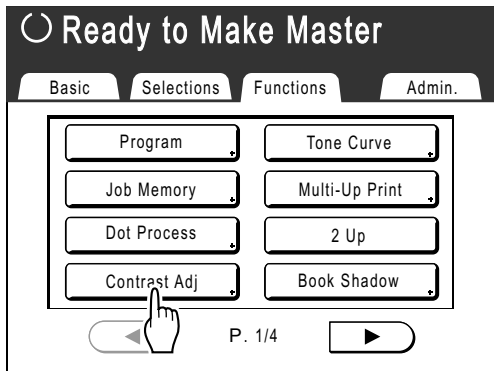 Ready to Make Master
Basic Selections Functions Admin.
Program Tone Curve
Job Memory Multi-Up Print
Dot Process 2 Up
Contrast Adj Book Shadow
P. 1/4